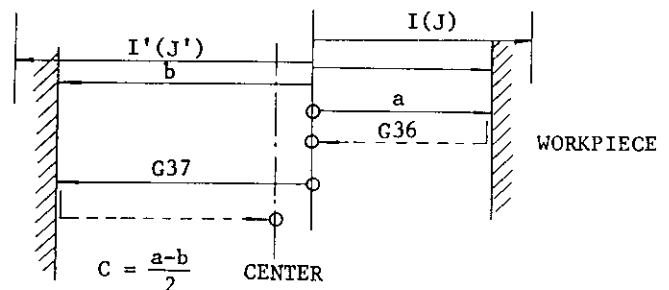 I(J)
I'(J')
b
a
G36
WORKPIECE
G37
C = a-b/2
CENTER